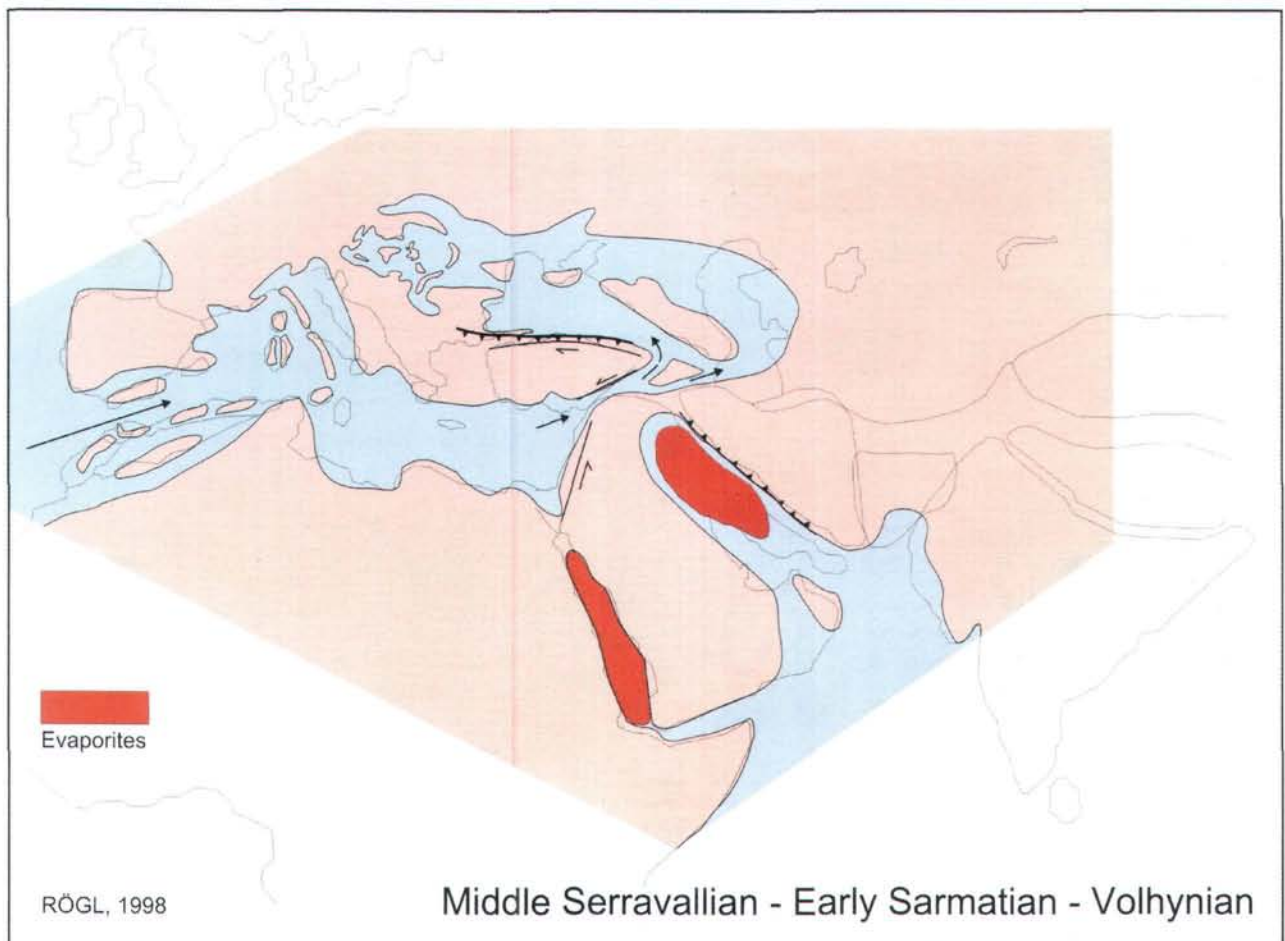 Evaporites
RÖGL, 1998
Middle Serravallian - Early Sarmatian - Volhynian